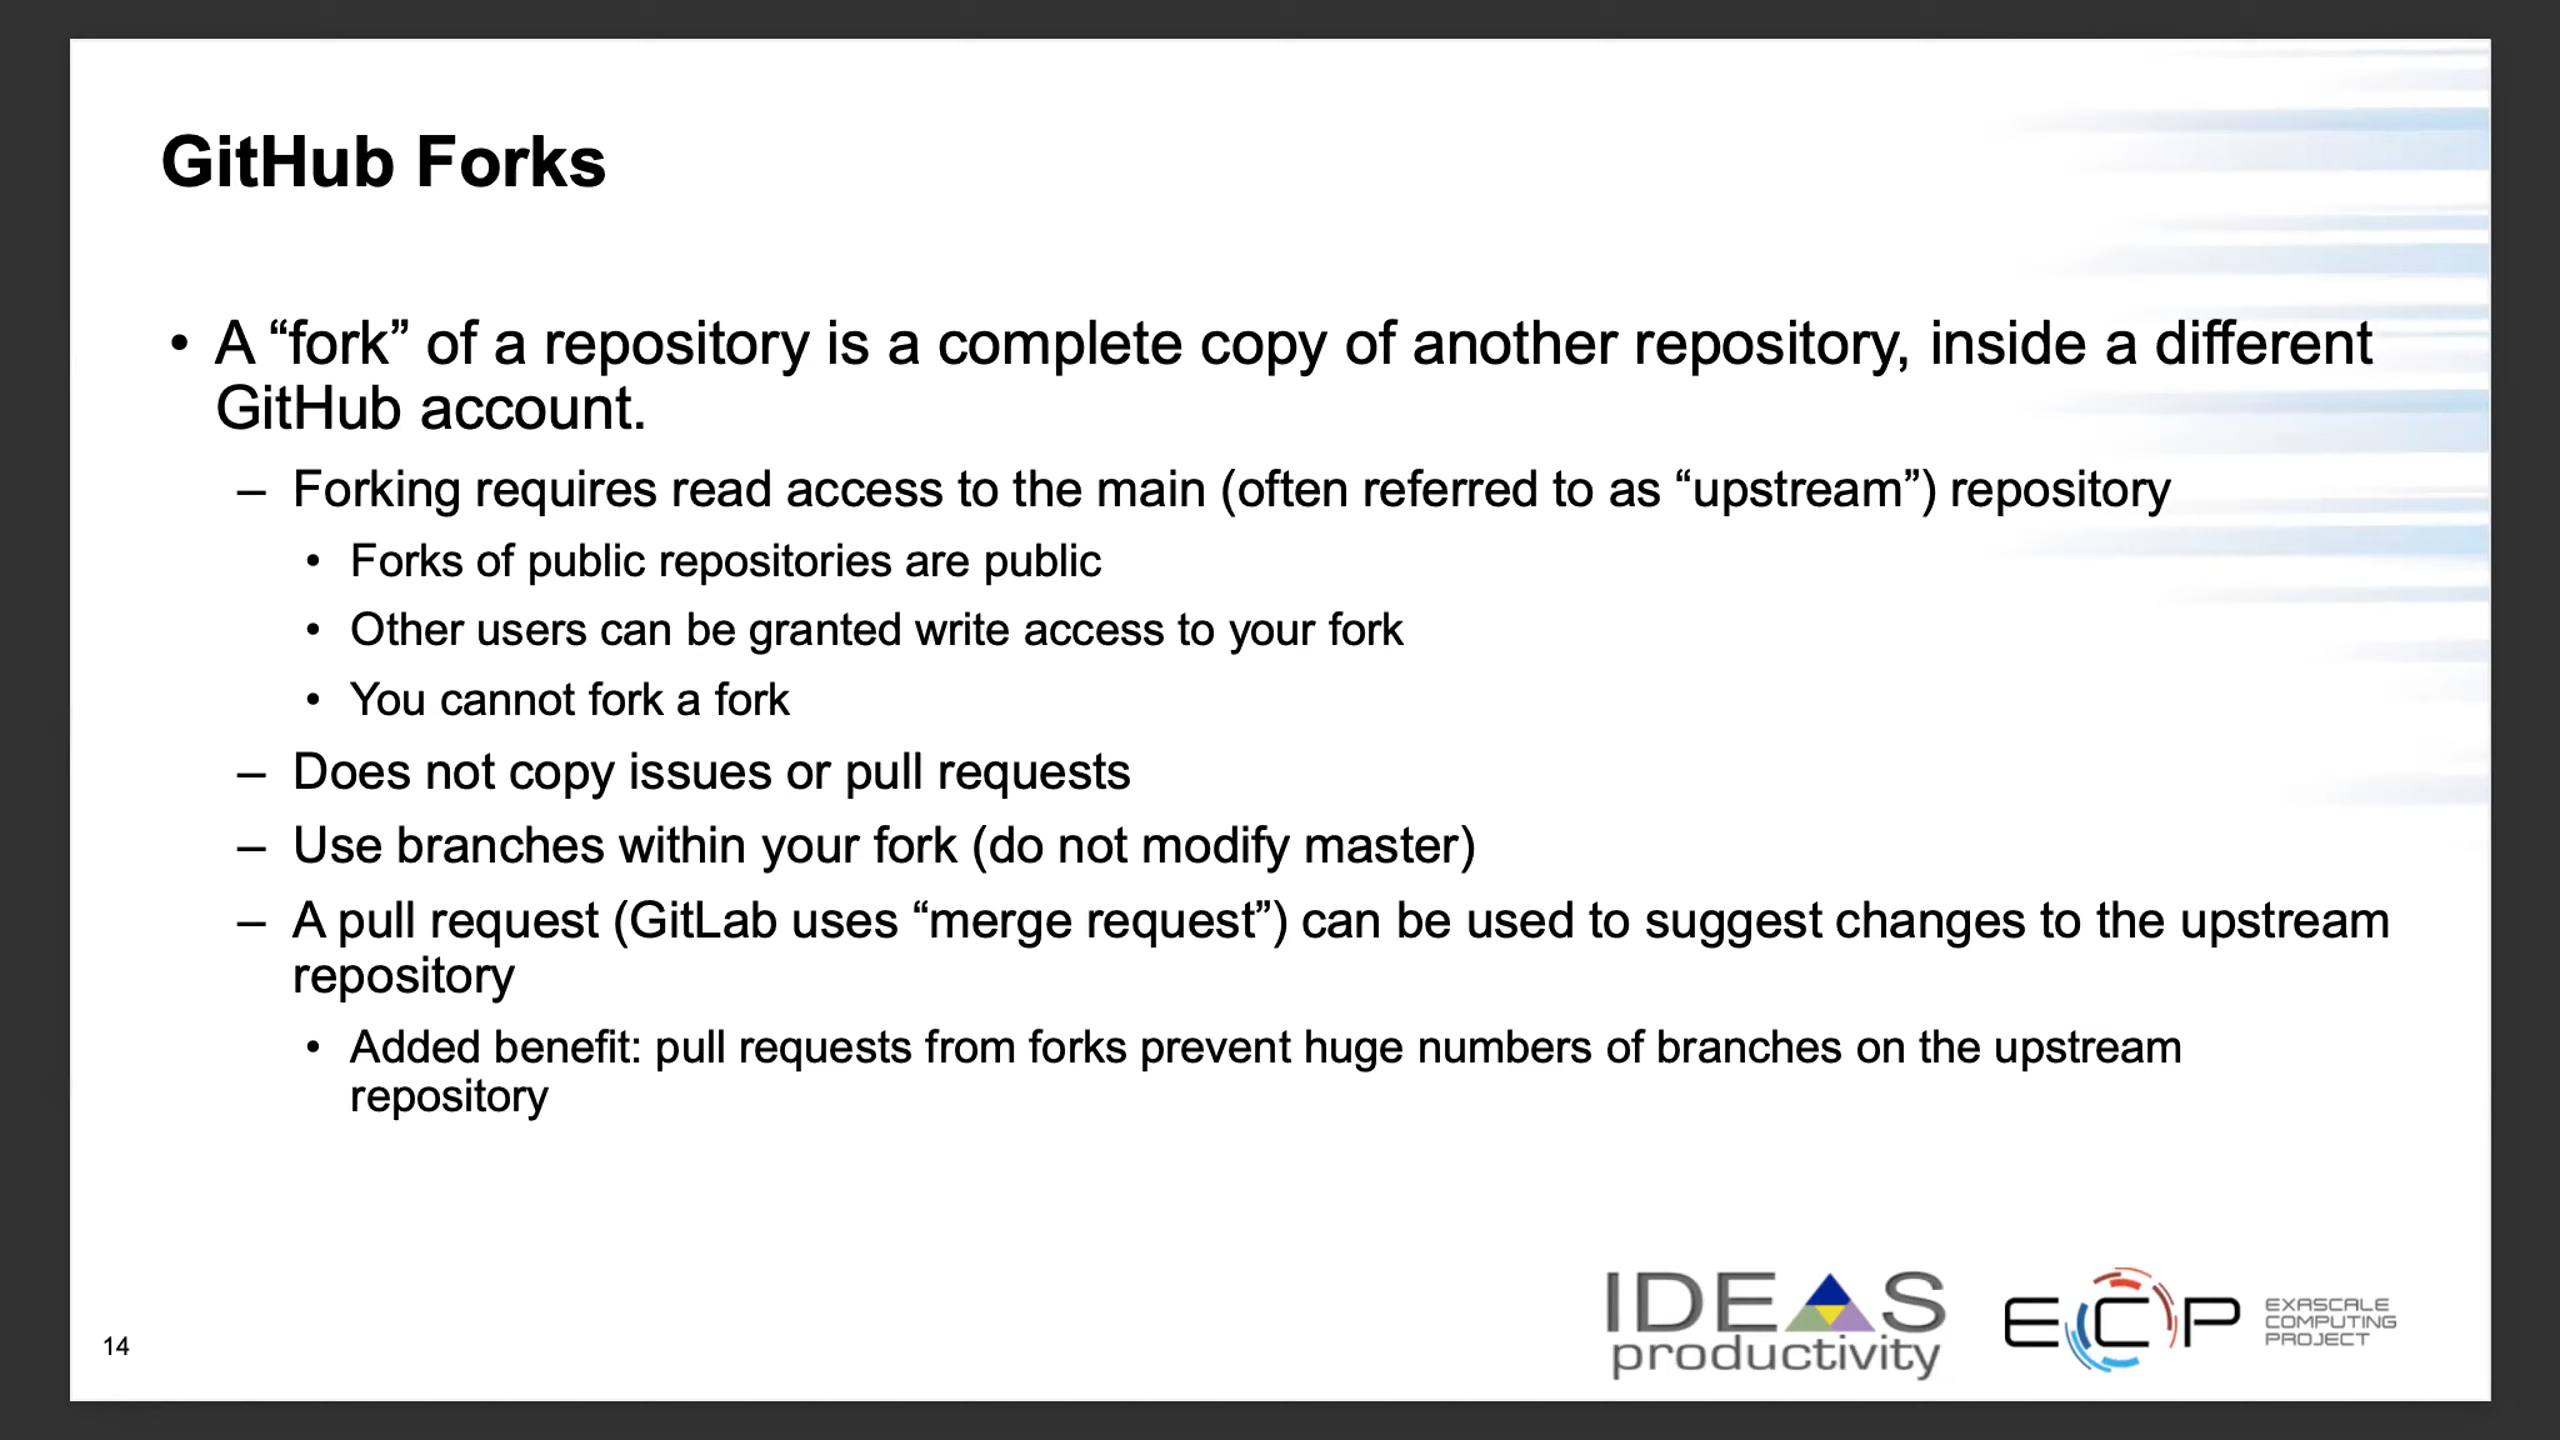 GitHub Forks
• A “fork” of a repository is a complete copy of another repository, inside a different
GitHub account.
– Forking requires read access to the main (often referred to as “upstream”) repository
• Forks of public repositories are public
• Other users can be granted write access to your fork
• You cannot fork a fork
– Does not copy issues or pull requests
– Use branches within your fork (do not modify master)
– A pull request (GitLab uses “merge request”) can be used to suggest changes to the upstream
repository
• Added benefit: pull requests from forks prevent huge numbers of branches on the upstream
repository
14
IDEAS
productivity
ECP
EXASCALE
COMPUTING
PROJECT